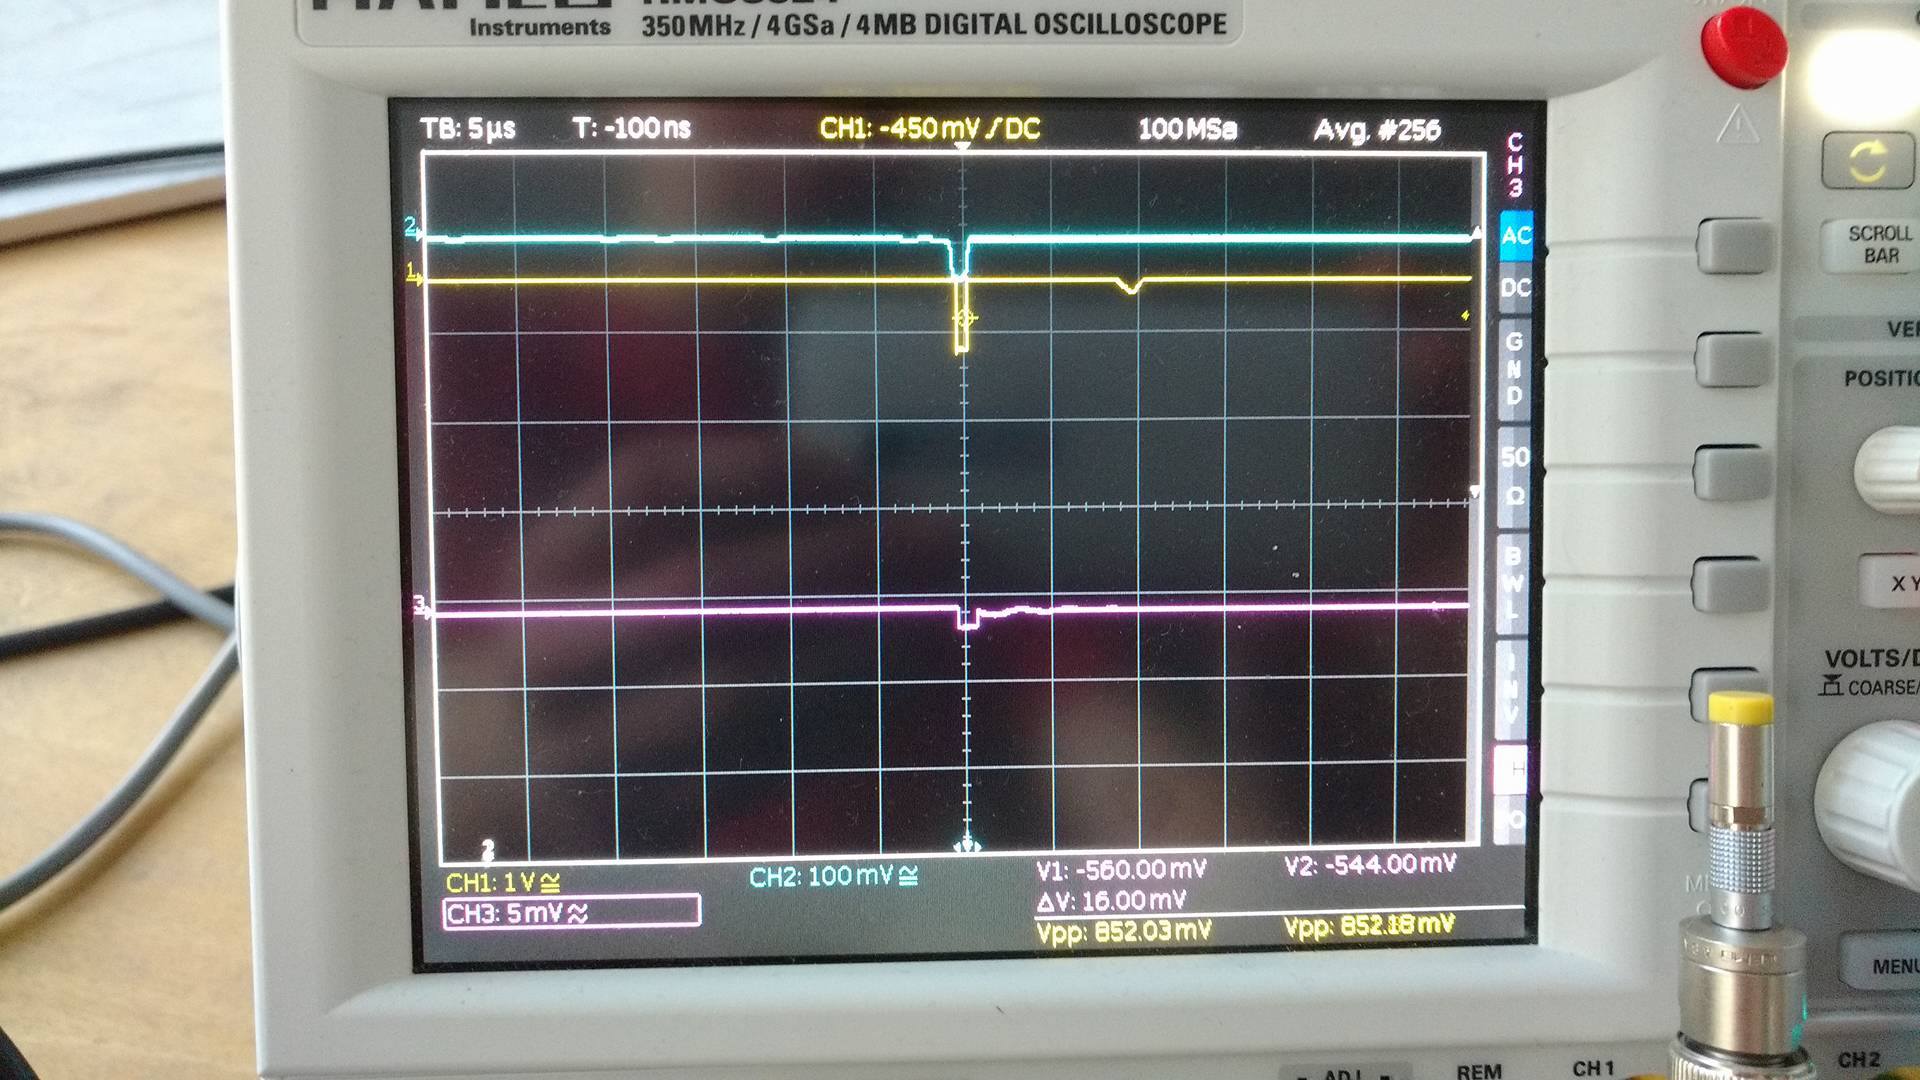 HAMEG
Instruments
350MHz / 4GSa / 4MB DIGITAL OSCILLOSCOPE
TB: 5µs T: -100ns CH1: -450mV / DC 100MSa Avg. #256
CH3
2
1
3
2
AC
DC
GND
50 Ω
BWL
INV
CH1: 1V≅ CH2: 100mV≅ V1: -560.00mV V2: -544.00mV
CH3: 5mV≈ ΔV: 16.00mV
Vpp: 852.03mV Vpp: 852.18mV
SCROLL
BAR
X Y
VOLTS/D
COARSE/
MENU
REM
CH1
CH2